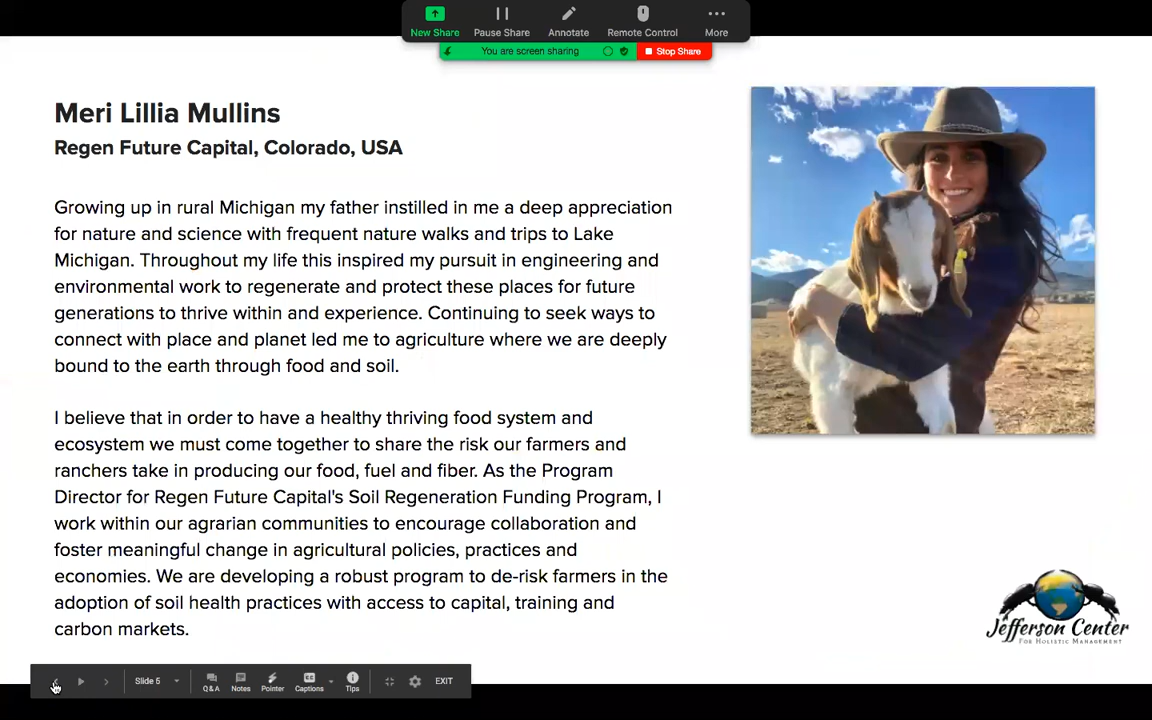 New Share
Pause Share
Annotate
Remote Control
More
You are screen sharing
Stop Share
Meri Lillia Mullins
Regen Future Capital, Colorado, USA
Growing up in rural Michigan my father instilled in me a deep appreciation
for nature and science with frequent nature walks and trips to Lake
Michigan. Throughout my life this inspired my pursuit in engineering and
environmental work to regenerate and protect these places for future
generations to thrive within and experience. Continuing to seek ways to
connect with place and planet led me to agriculture where we are deeply
bound to the earth through food and soil.
I believe that in order to have a healthy thriving food system and
ecosystem we must come together to share the risk our farmers and
ranchers take in producing our food, fuel and fiber. As the Program
Director for Regen Future Capital's Soil Regeneration Funding Program, I
work within our agrarian communities to encourage collaboration and
foster meaningful change in agricultural policies, practices and
economies. We are developing a robust program to de-risk farmers in the
adoption of soil health practices with access to capital, training and
carbon markets.
Jefferson Center
FOR HOLISTIC MANAGEMENT
Slide 5
Q&A
Notes
Pointer
CC
Captions
Tips
EXIT